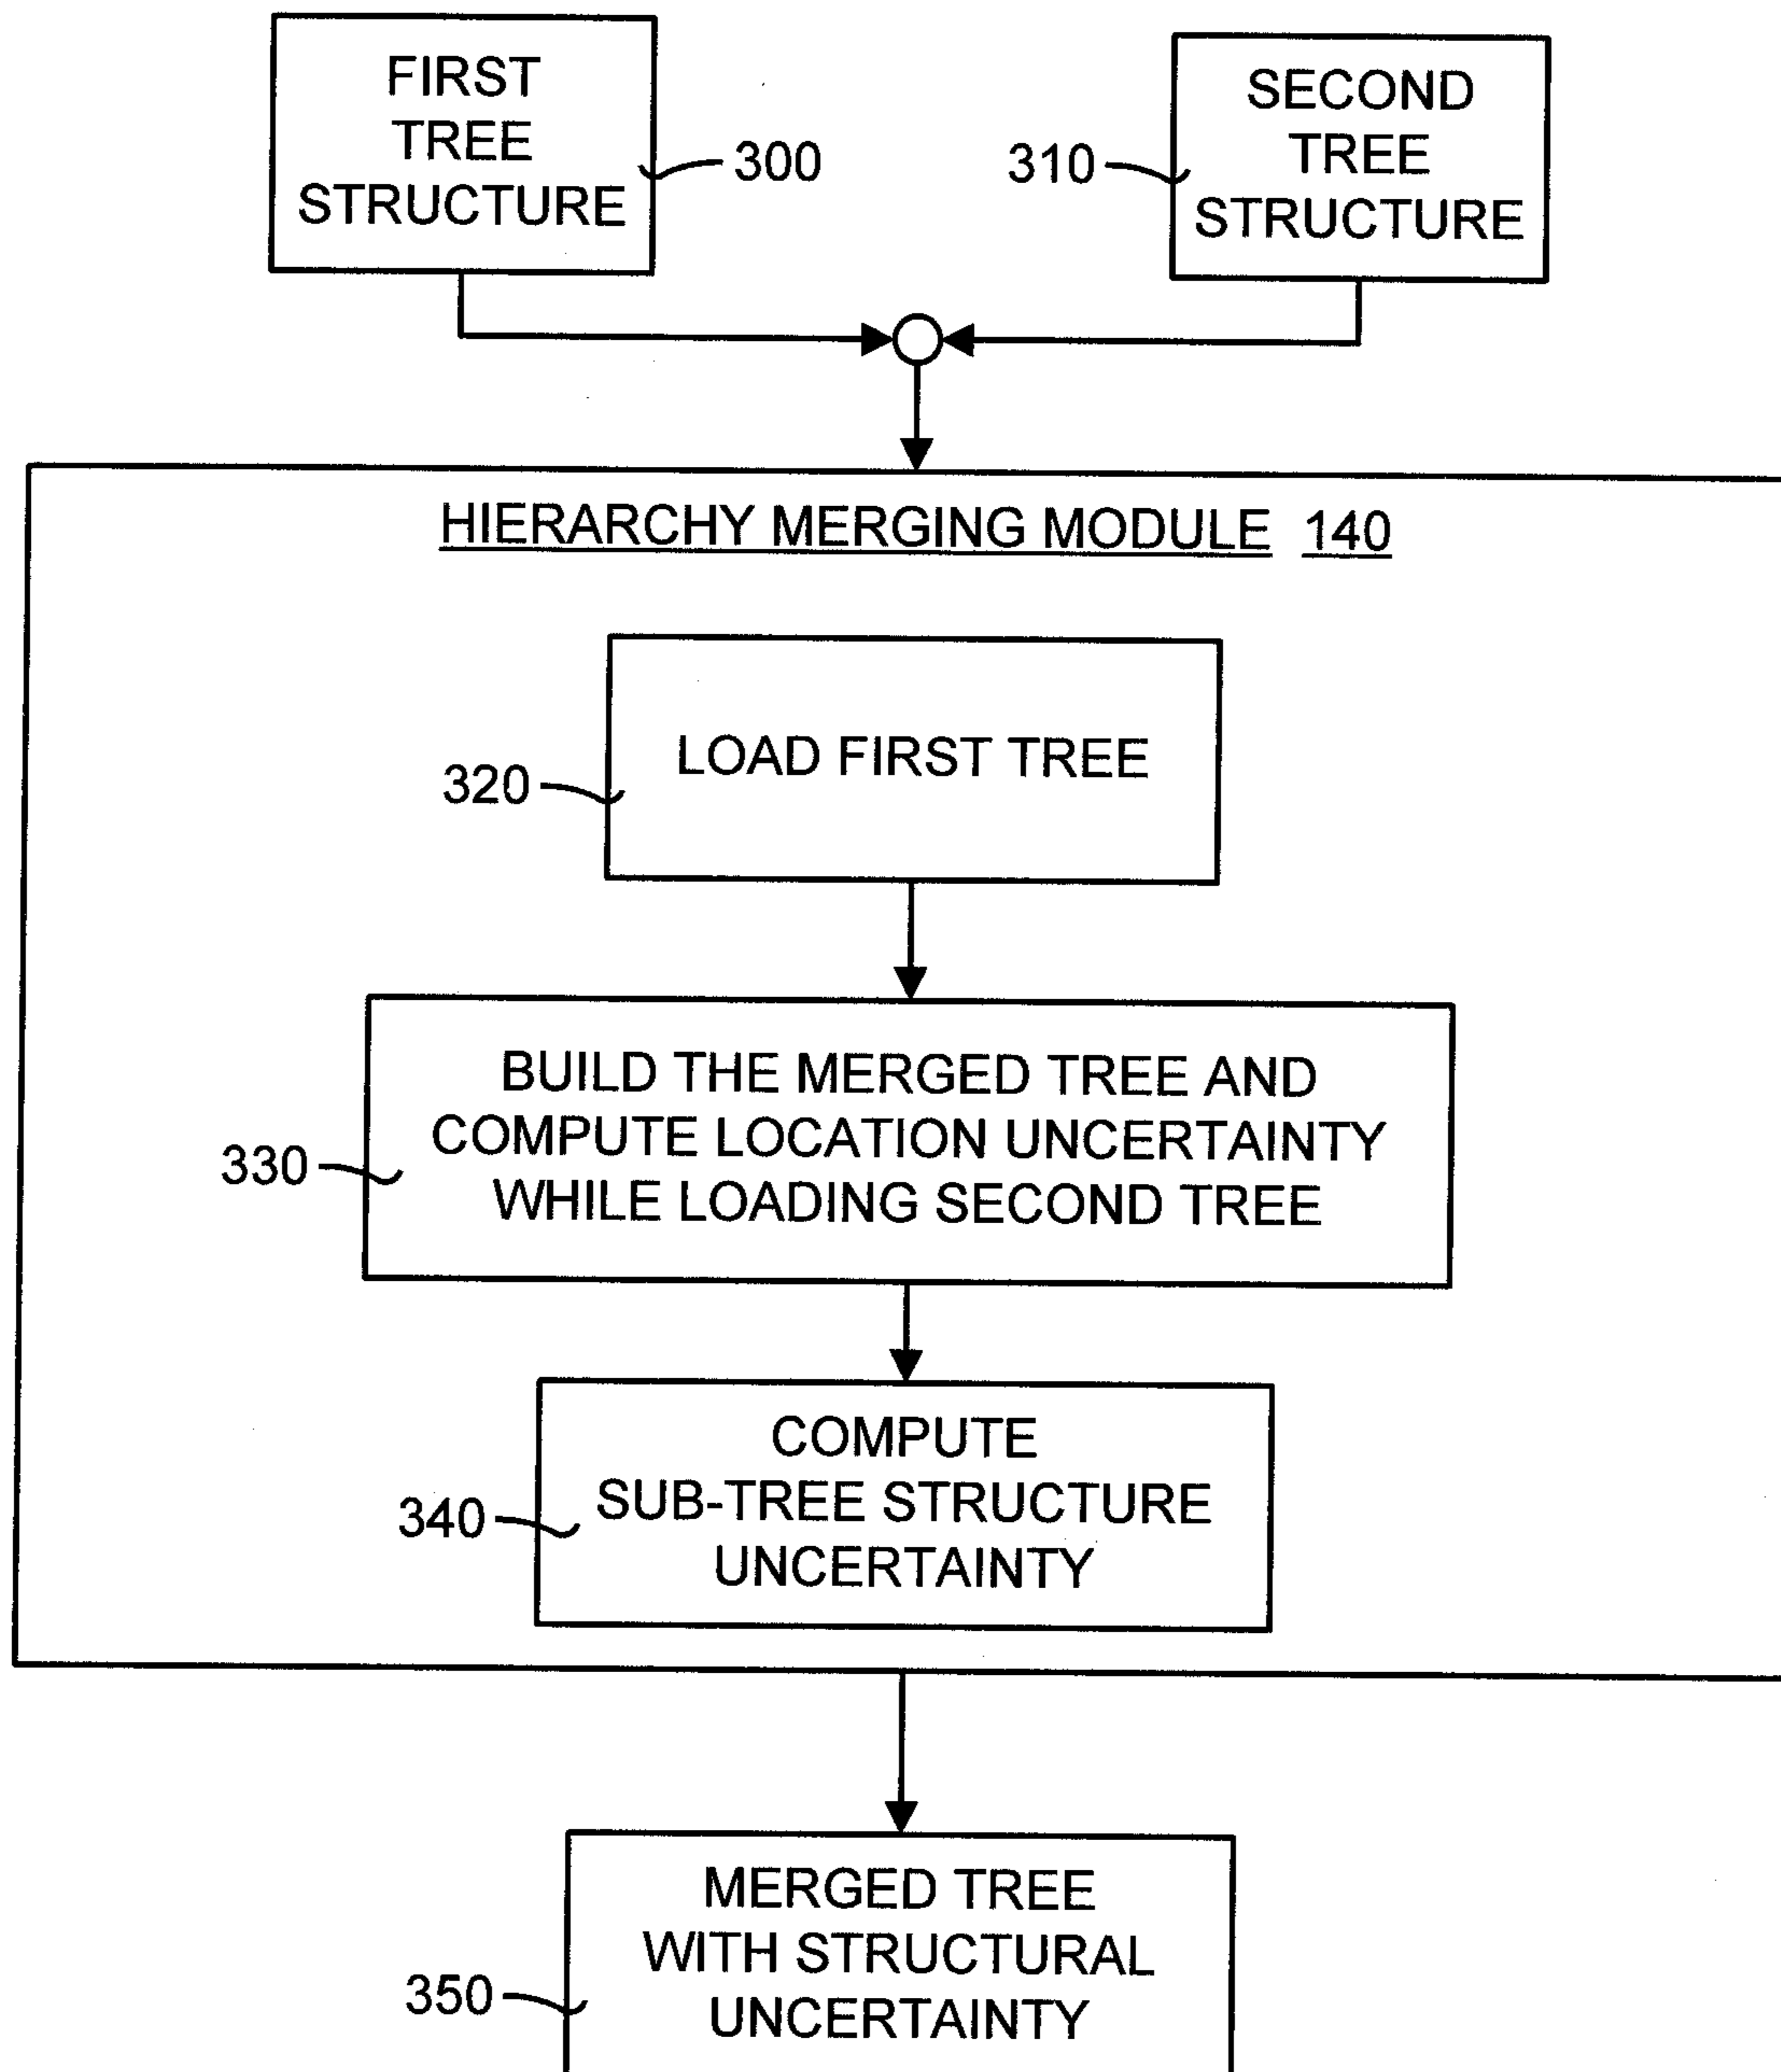 FIRST
TREE
STRUCTURE
300
SECOND
TREE
STRUCTURE
310
HIERARCHY MERGING MODULE 140
LOAD FIRST TREE
320
BUILD THE MERGED TREE AND
COMPUTE LOCATION UNCERTAINTY
WHILE LOADING SECOND TREE
330
COMPUTE
SUB-TREE STRUCTURE
UNCERTAINTY
340
MERGED TREE
WITH STRUCTURAL
UNCERTAINTY
350